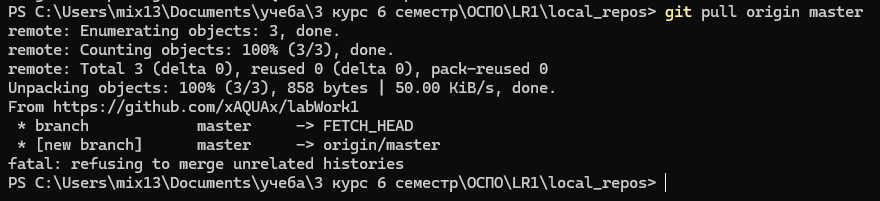 PS C:\Users\mix13\Documents\учеба\3 курс 6 семестр\ОСПО\LR1\local_repos> git pull origin master
remote: Enumerating objects: 3, done.
remote: Counting objects: 100% (3/3), done.
remote: Total 3 (delta 0), reused 0 (delta 0), pack-reused 0
Unpacking objects: 100% (3/3), 858 bytes | 50.00 KiB/s, done.
From https://github.com/xAQUAx/labWork1
 * branch            master     -> FETCH_HEAD
 * [new branch]      master     -> origin/master
fatal: refusing to merge unrelated histories
PS C:\Users\mix13\Documents\учеба\3 курс 6 семестр\ОСПО\LR1\local_repos>